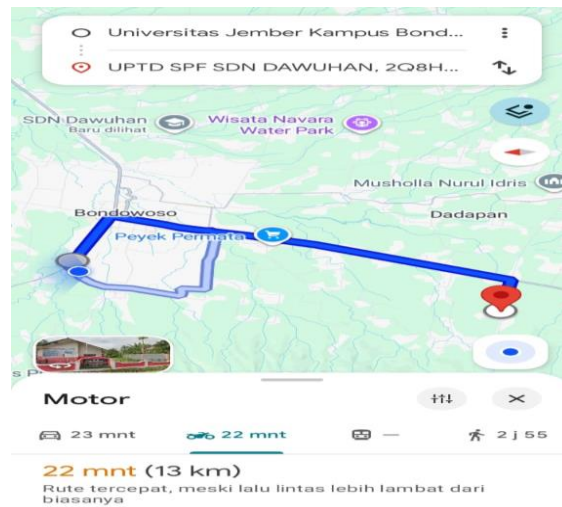 Universitas Jember Kampus Bond...
UPTD SPF SDN DAWUHAN, 2Q8H...
SDN Dawuhan
Baru dilihat
Wisata Navara
Water Park
Musholla Nurul Idris
Bondowoso
Dadapan
Peyek Permata
Motor
23 mnt
22 mnt
—
2 j 55
22 mnt (13 km)
Rute tercepat, meski lalu lintas lebih lambat dari
biasanya